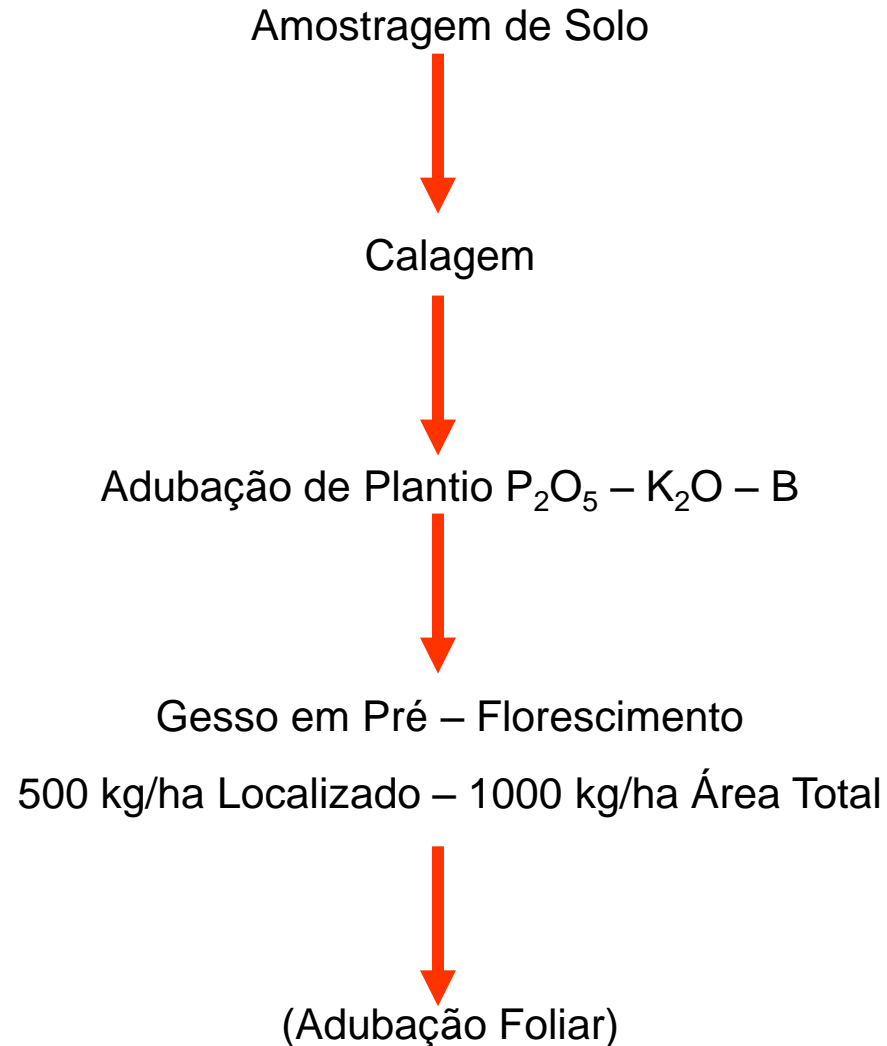 Amostragem de Solo
Calagem
Adubação de Plantio P₂O₅ – K₂O – B
Gesso em Pré – Florescimento
500 kg/ha Localizado – 1000 kg/ha Área Total
(Adubação Foliar)